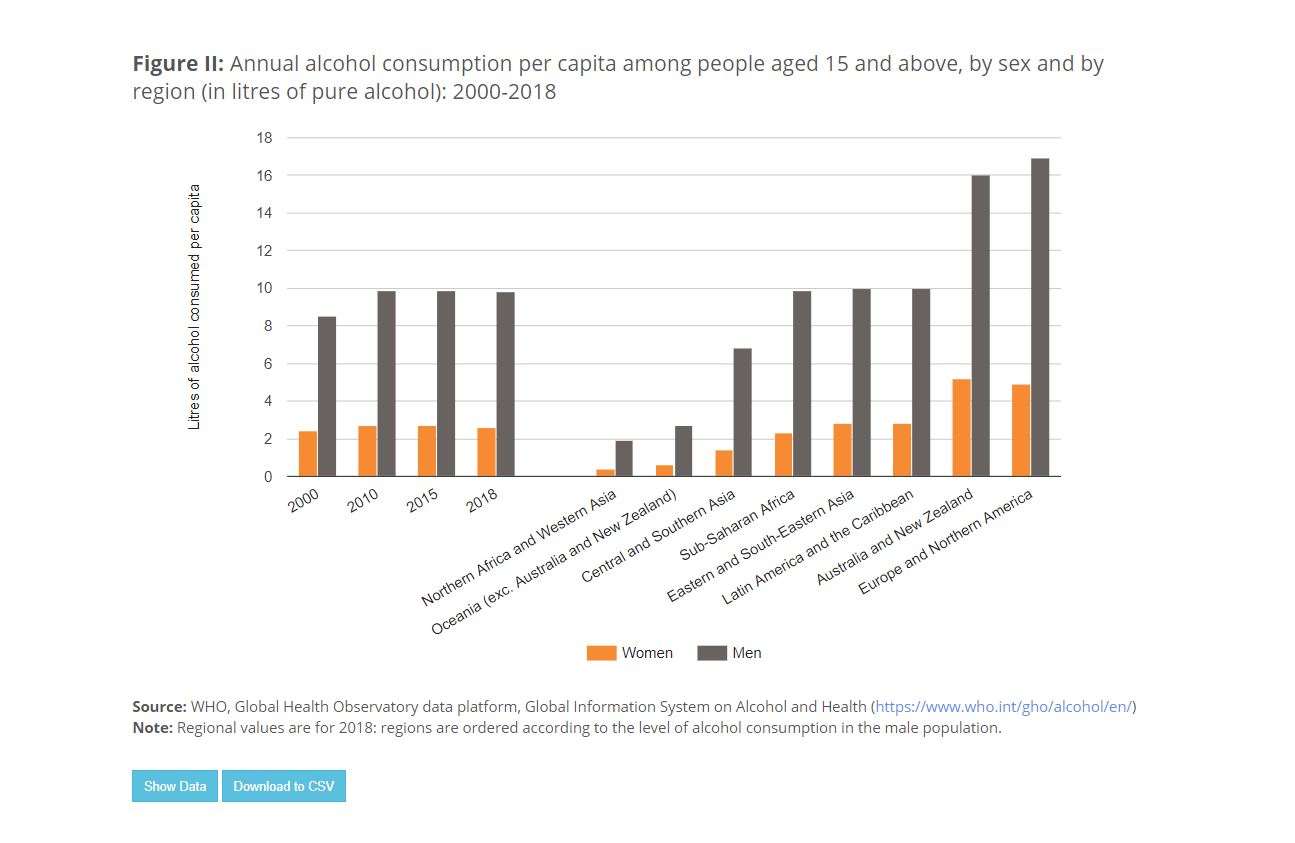 Figure II: Annual alcohol consumption per capita among people aged 15 and above, by sex and by
region (in litres of pure alcohol): 2000-2018
18
16
14
12
10
8
6
4
2
0
Litres of alcohol consumed per capita
2000
2010
2015
2018
Northern Africa and Western Asia
Oceania (exc. Australia and New Zealand)
Central and Southern Asia
Sub-Saharan Africa
Eastern and South-Eastern Asia
Latin America and the Caribbean
Australia and New Zealand
Europe and Northern America
Women
Men
Source: WHO, Global Health Observatory data platform, Global Information System on Alcohol and Health (https://www.who.int/gho/alcohol/en/)
Note: Regional values are for 2018: regions are ordered according to the level of alcohol consumption in the male population.
Show Data
Download to CSV